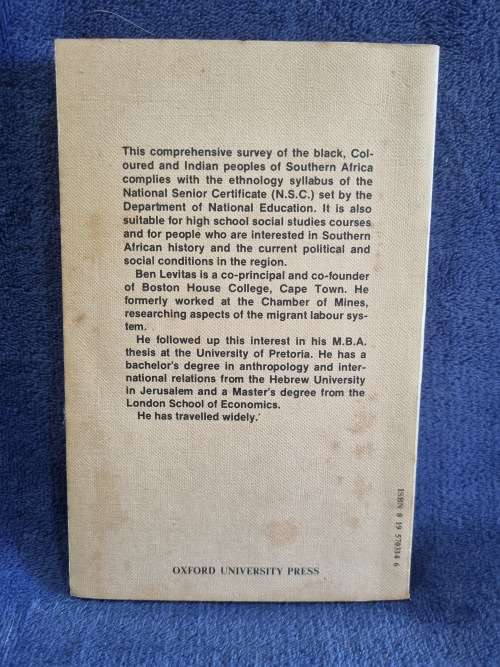 This comprehensive survey of the black, Col-
oured and Indian peoples of Southern Africa
complies with the ethnology syllabus of the
National Senior Certificate (N.S.C.) set by the
Department of National Education. It is also
suitable for high school social studies courses
and for people who are interested in Southern
African history and the current political and
social conditions in the region.
Ben Levitas is a co-principal and co-founder
of Boston House College, Cape Town. He
formerly worked at the Chamber of Mines,
researching aspects of the migrant labour sys-
tem.
He followed up this interest in his M.B.A.
thesis at the University of Pretoria. He has a
bachelor's degree in anthropology and inter-
national relations from the Hebrew University
in Jerusalem and a Master's degree from the
London School of Economics.
He has travelled widely.
ISBN 0 19 570314 6
OXFORD UNIVERSITY PRESS